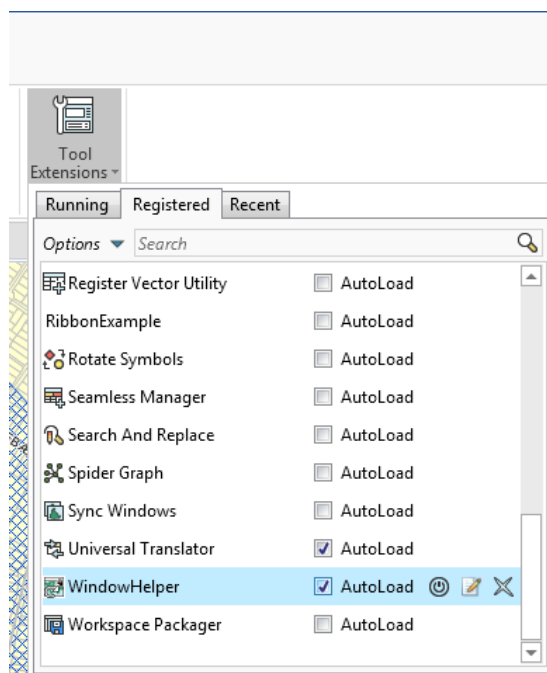 Tool
Extensions
Running Registered Recent
Options Search
Register Vector Utility AutoLoad
RibbonExample AutoLoad
Rotate Symbols AutoLoad
Seamless Manager AutoLoad
Search And Replace AutoLoad
Spider Graph AutoLoad
Sync Windows AutoLoad
Universal Translator AutoLoad
WindowHelper AutoLoad
Workspace Packager AutoLoad